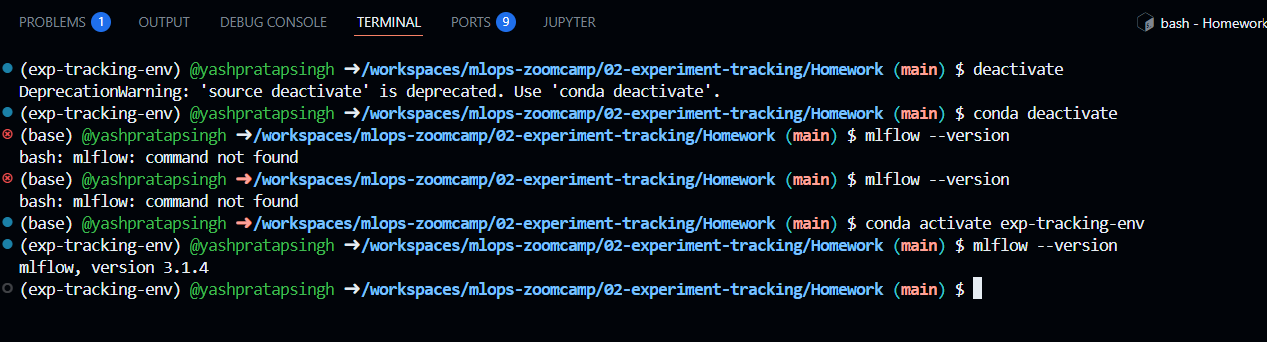 PROBLEMS 1 OUTPUT DEBUG CONSOLE TERMINAL PORTS 9 JUPYTER bash - Homework
(exp-tracking-env) @yashpratapsingh ➜/workspaces/mlops-zoomcamp/02-experiment-tracking/Homework (main) $ deactivate
DeprecationWarning: 'source deactivate' is deprecated. Use 'conda deactivate'.
(exp-tracking-env) @yashpratapsingh ➜/workspaces/mlops-zoomcamp/02-experiment-tracking/Homework (main) $ conda deactivate
(base) @yashpratapsingh ➜/workspaces/mlops-zoomcamp/02-experiment-tracking/Homework (main) $ mlflow --version
bash: mlflow: command not found
(base) @yashpratapsingh ➜/workspaces/mlops-zoomcamp/02-experiment-tracking/Homework (main) $ mlflow --version
bash: mlflow: command not found
(base) @yashpratapsingh ➜/workspaces/mlops-zoomcamp/02-experiment-tracking/Homework (main) $ conda activate exp-tracking-env
(exp-tracking-env) @yashpratapsingh ➜/workspaces/mlops-zoomcamp/02-experiment-tracking/Homework (main) $ mlflow --version
mlflow, version 3.1.4
(exp-tracking-env) @yashpratapsingh ➜/workspaces/mlops-zoomcamp/02-experiment-tracking/Homework (main) $